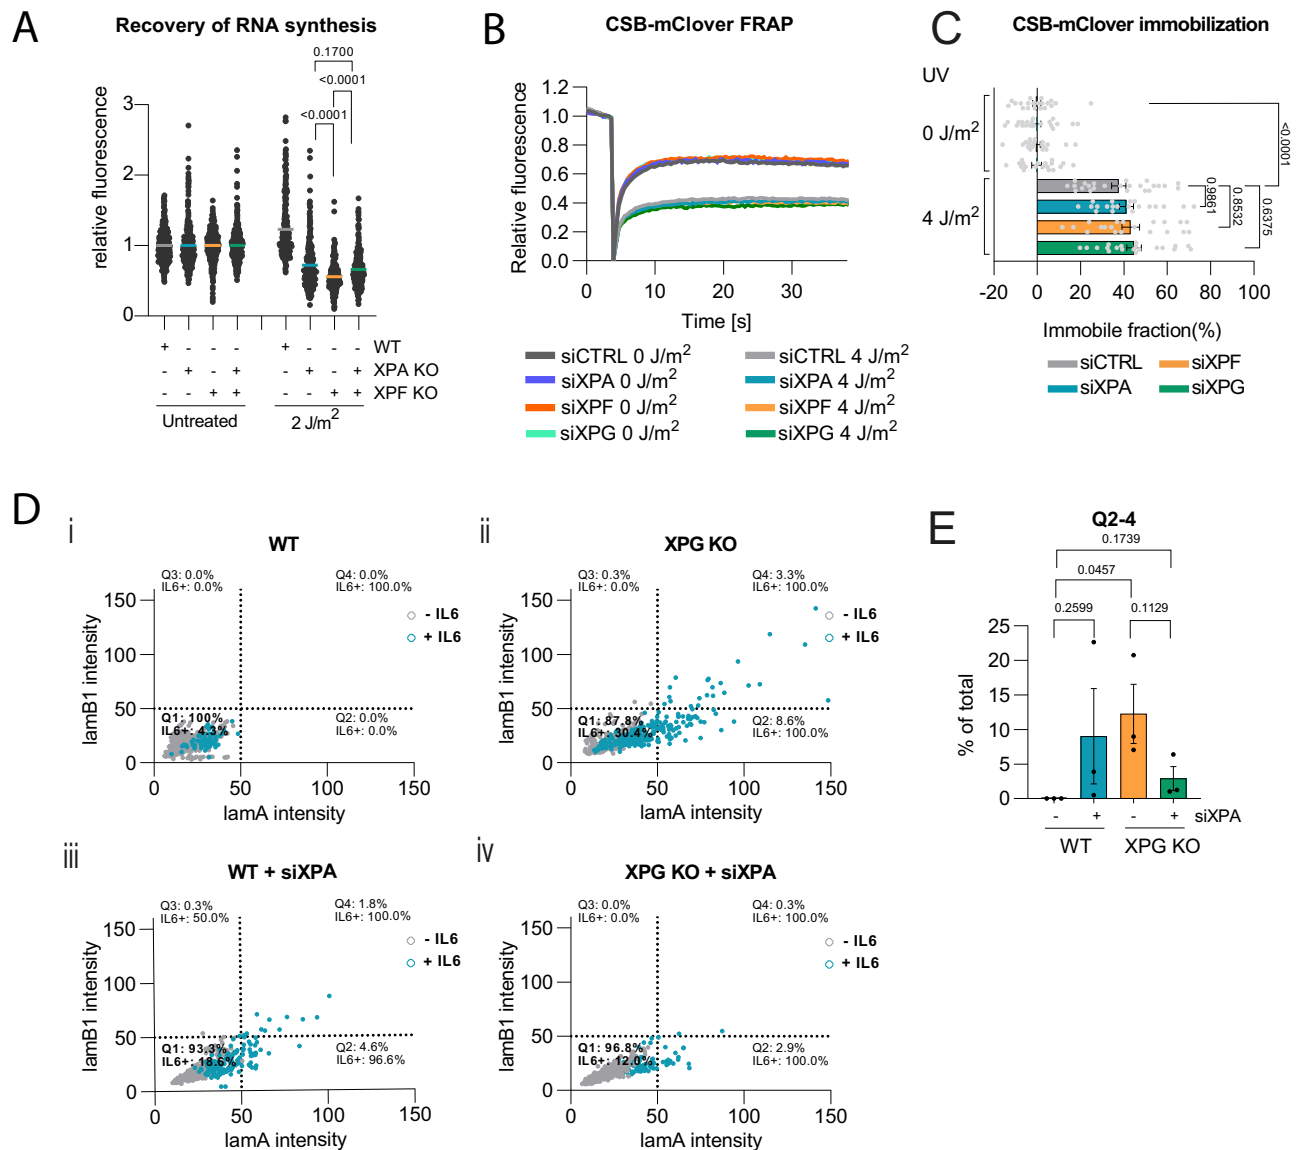 A
Recovery of RNA synthesis
0.1700
<0.0001
<0.0001
relative fluorescence
3
2
1
0
+ - - - + - - - WT
- + - + - + - + XPA KO
- - + + - - + + XPF KO
Untreated
2 J/m²
B
CSB-mClover FRAP
Relative fluorescence
1.2
1.0
0.8
0.6
0.4
0.2
0.0
0 10 20 30
Time [s]
siCTRL 0 J/m² siCTRL 4 J/m²
siXPA 0 J/m² siXPA 4 J/m²
siXPF 0 J/m² siXPF 4 J/m²
siXPG 0 J/m² siXPG 4 J/m²
C
CSB-mClover immobilization
UV
0 J/m²
4 J/m²
<0.0001
0.9861
0.8532
0.6375
-20 0 20 40 60 80 100
Immobile fraction(%)
siCTRL siXPF
siXPA siXPG
D
i
WT
Q3: 0.0%
IL6+: 0.0%
Q4: 0.0%
IL6+: 100.0%
- IL6
+ IL6
Q1: 100%
IL6+: 4.3%
Q2: 0.0%
IL6+: 0.0%
lamB1 intensity
150
100
50
0
0 50 100 150
lamA intensity
ii
XPG KO
Q3: 0.3%
IL6+: 0.0%
Q4: 3.3%
IL6+: 100.0%
- IL6
+ IL6
Q1: 87.8%
IL6+: 30.4%
Q2: 8.6%
IL6+: 100.0%
lamB1 intensity
150
100
50
0
0 50 100 150
lamA intensity
iii
WT + siXPA
Q3: 0.3%
IL6+: 50.0%
Q4: 1.8%
IL6+: 100.0%
- IL6
+ IL6
Q1: 93.3%
IL6+: 18.6%
Q2: 4.6%
IL6+: 96.6%
lamB1 intensity
150
100
50
0
0 50 100 150
lamA intensity
iv
XPG KO + siXPA
Q3: 0.0%
IL6+: 0.0%
Q4: 0.3%
IL6+: 100.0%
- IL6
+ IL6
Q1: 96.8%
IL6+: 12.0%
Q2: 2.9%
IL6+: 100.0%
lamB1 intensity
150
100
50
0
0 50 100 150
lamA intensity
E
Q2-4
0.1739
0.0457
0.2599 0.1129
% of total
25
20
15
10
5
0
- + - + siXPA
WT XPG KO